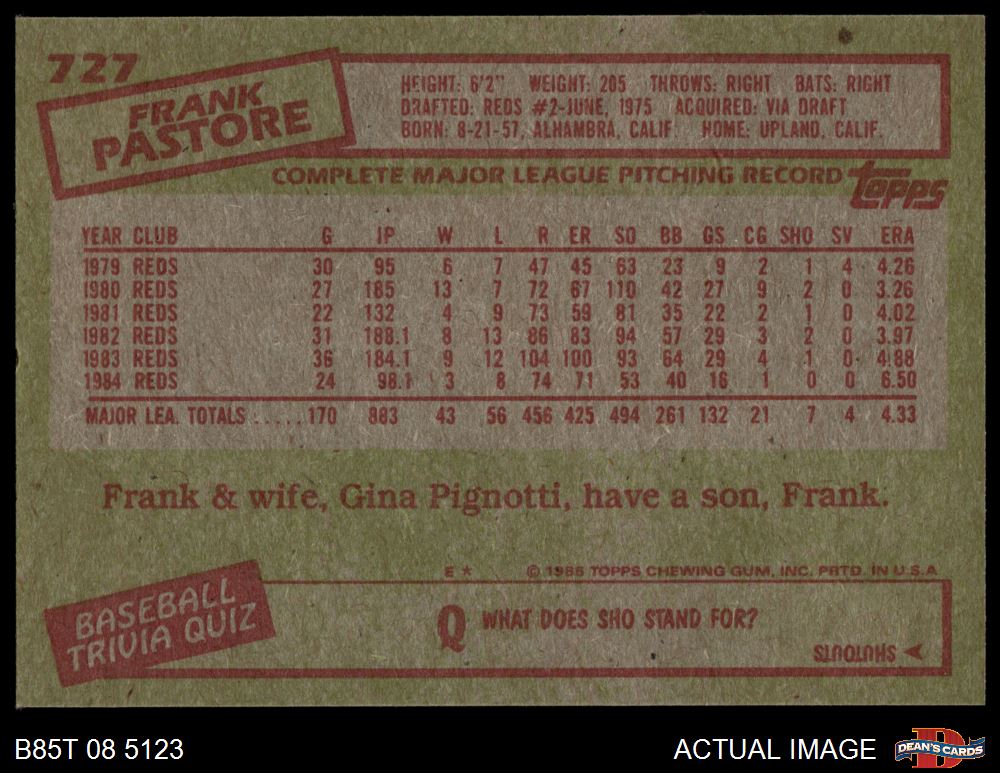 727
FRANK
PASTORE
HEIGHT: 6'2" WEIGHT: 205 THROWS: RIGHT BATS: RIGHT
DRAFTED: REDS #2-JUNE, 1975 ACQUIRED: VIA DRAFT
BORN: 8-21-57, ALHAMBRA, CALIF. HOME: UPLAND, CALIF.
COMPLETE MAJOR LEAGUE PITCHING RECORD topps
YEAR CLUB G IP W L R ER SO BB GS CG SHO SV ERA
1979 REDS 30 95 6 7 47 45 63 23 9 2 1 4 4.26
1980 REDS 27 185 13 7 72 67 110 42 27 9 2 0 3.26
1981 REDS 22 132 4 9 73 59 81 35 22 2 1 0 4.02
1982 REDS 31 188.1 8 13 86 83 94 57 29 3 2 0 3.97
1983 REDS 36 184.1 9 12 104 100 93 64 29 4 1 0 4.88
1984 REDS 24 98.1 3 8 74 71 53 40 16 1 0 0 6.50
MAJOR LEA. TOTALS ..... 170 883 43 56 456 425 494 261 132 21 7 4 4.33
Frank & wife, Gina Pignotti, have a son, Frank.
E * © 1985 TOPPS CHEWING GUM, INC. PRTD. IN U.S.A.
BASEBALL
TRIVIA QUIZ
Q WHAT DOES SHO STAND FOR?
SHUTOUTS
B85T 08 5123 ACTUAL IMAGE D DEAN'S CARDS